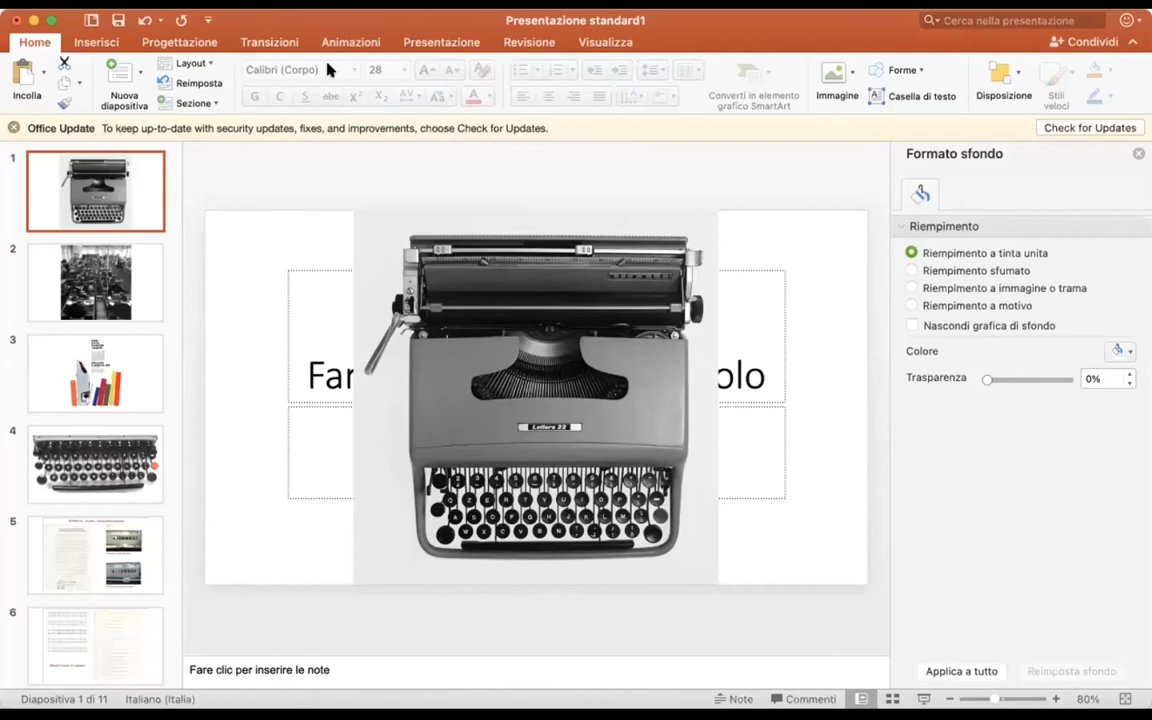 Presentazione standard1
Cerca nella presentazione
Home Inserisci Progettazione Transizioni Animazioni Presentazione Revisione Visualizza
Condividi
Incolla
Nuova diapositiva
Layout
Reimposta
Sezione
Calibri (Corpo) 28
G C S abc X² X₂ AV Aa A
Converti in elemento grafico SmartArt
Immagine
Forme
Casella di testo
Disposizione
Stili veloci
Office Update To keep up-to-date with security updates, fixes, and improvements, choose Check for Updates.
Check for Updates
1
2
3
4
5
6
Far
olo
Lettera 22
Formato sfondo
Riempimento
Riempimento a tinta unita
Riempimento sfumato
Riempimento a immagine o trama
Riempimento a motivo
Nascondi grafica di sfondo
Colore
Trasparenza 0%
Applica a tutto
Reimposta sfondo
Fare clic per inserire le note
Diapositiva 1 di 11 Italiano (Italia)
Note Commenti 80%